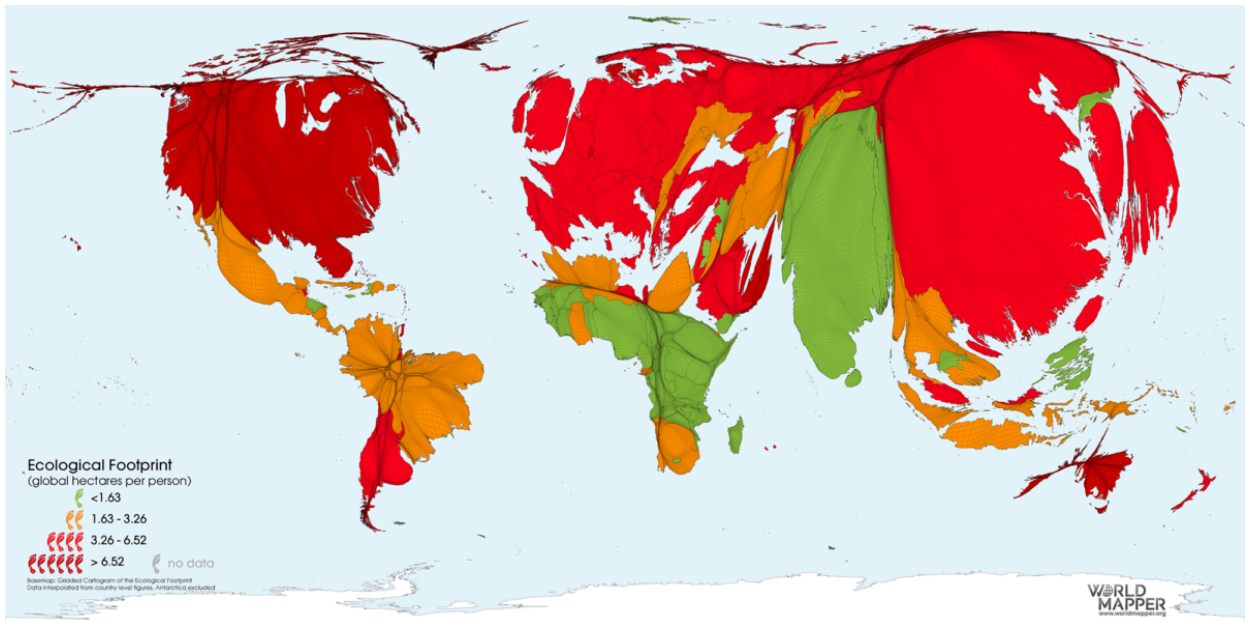 Ecological Footprint
(global hectares per person)
<1.63
1.63 - 3.26
3.26 - 6.52
> 6.52
no data
Basemap: Gridded Cartogram of the Ecological Footprint
Data interpolated from country level figures, Antarctica excluded
WORLD
MAPPER
www.worldmapper.org